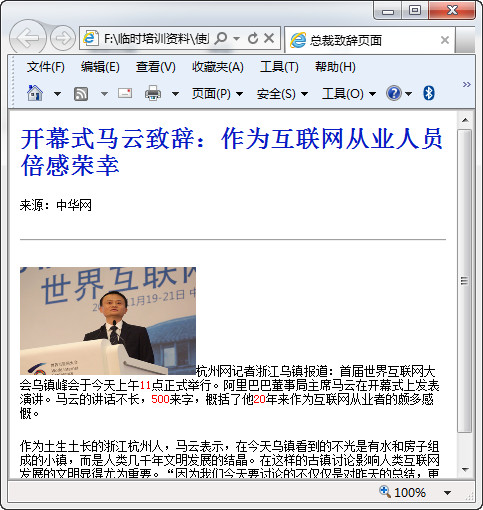 F:\临时培训资料\使
总裁致辞页面
文件(F) 编辑(E) 查看(V) 收藏夹(A) 工具(T) 帮助(H)
页面(P) 安全(S) 工具(O)
开幕式马云致辞：作为互联网从业人员
倍感荣幸
来源：中华网
世界互联网
11月19-21日 中
杭州网记者浙江乌镇报道：首届世界互联网大
会乌镇峰会于今天上午11点正式举行。阿里巴巴董事局主席马云在开幕式上发表
演讲。马云的讲话不长，500来字，概括了他20年来作为互联网从业者的颇多感
慨。
作为土生土长的浙江杭州人，马云表示，在今天乌镇看到的不光是有水和房子组
成的小镇，而是人类几千年文明发展的结晶。在这样的古镇讨论影响人类互联网
发展的文明显得尤为重要。“因为我们今天要讨论的不仅仅是对昨天的总结，更
100%